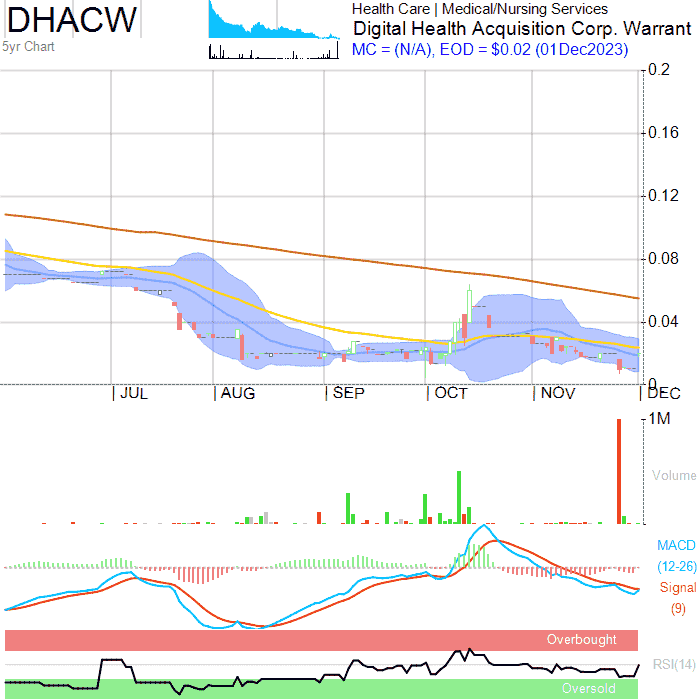 DHACW
5yr Chart
Health Care | Medical/Nursing Services
Digital Health Acquisition Corp. Warrant
MC = (N/A), EOD = $0.02 (01Dec2023)
0.2
0.16
0.12
0.08
0.04
0
JUL
AUG
SEP
OCT
NOV
DEC
1M
Volume
MACD
(12-26)
Signal
(9)
Overbought
RSI(14)
Oversold